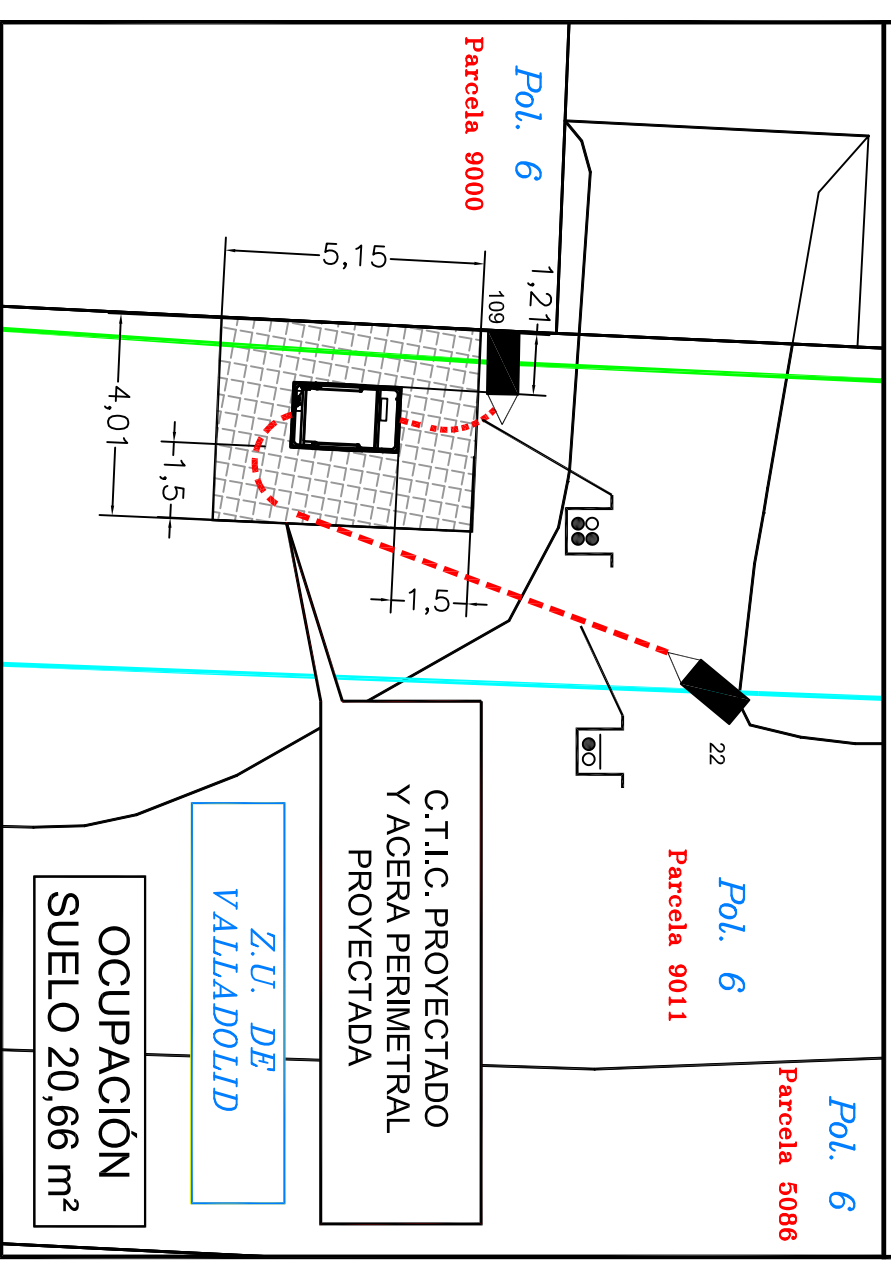 Pol. 6
Parcela 9000
5,15
1,21
109
4,01
1,5
1,5
22
Pol. 6
Parcela 9011
Pol. 6
Parcela 5086
C.T.I.C. PROYECTADO
Y ACERA PERIMETRAL
PROYECTADA
Z.U. DE
VALLADOLID
OCUPACIÓN
SUELO 20,66 m²